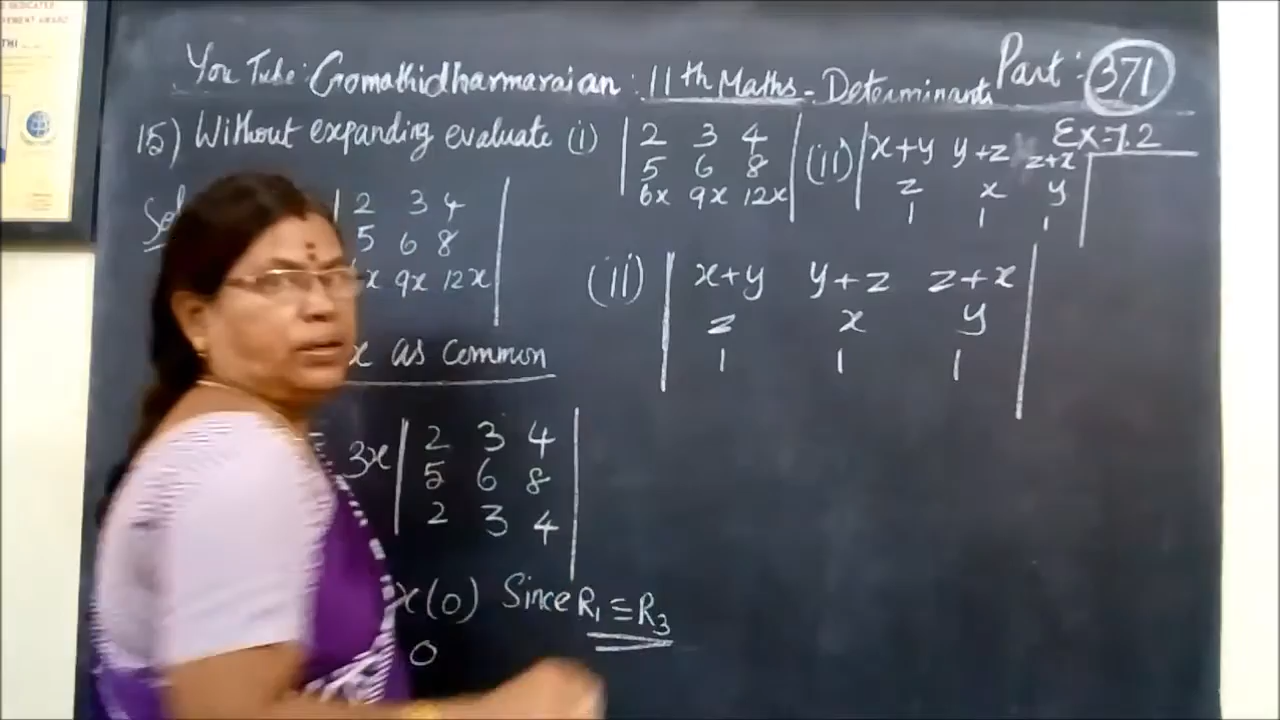 YouTube: Gomathidharmaraian: 11th Maths - Determinants Part: 371
Ex-7.2
15) Without expanding evaluate (i) | 2 3 4 | (ii) | x+y y+z z+x |
5 6 8 z x y
6x 9x 12x 1 1 1
Sol
| 2 3 4 |
5 6 8
x 9x 12x
x as common
3x | 2 3 4 |
5 6 8
2 3 4
x(0) Since R₁ ≡ R₃
0
(ii) | x+y y+z z+x |
z x y
1 1 1